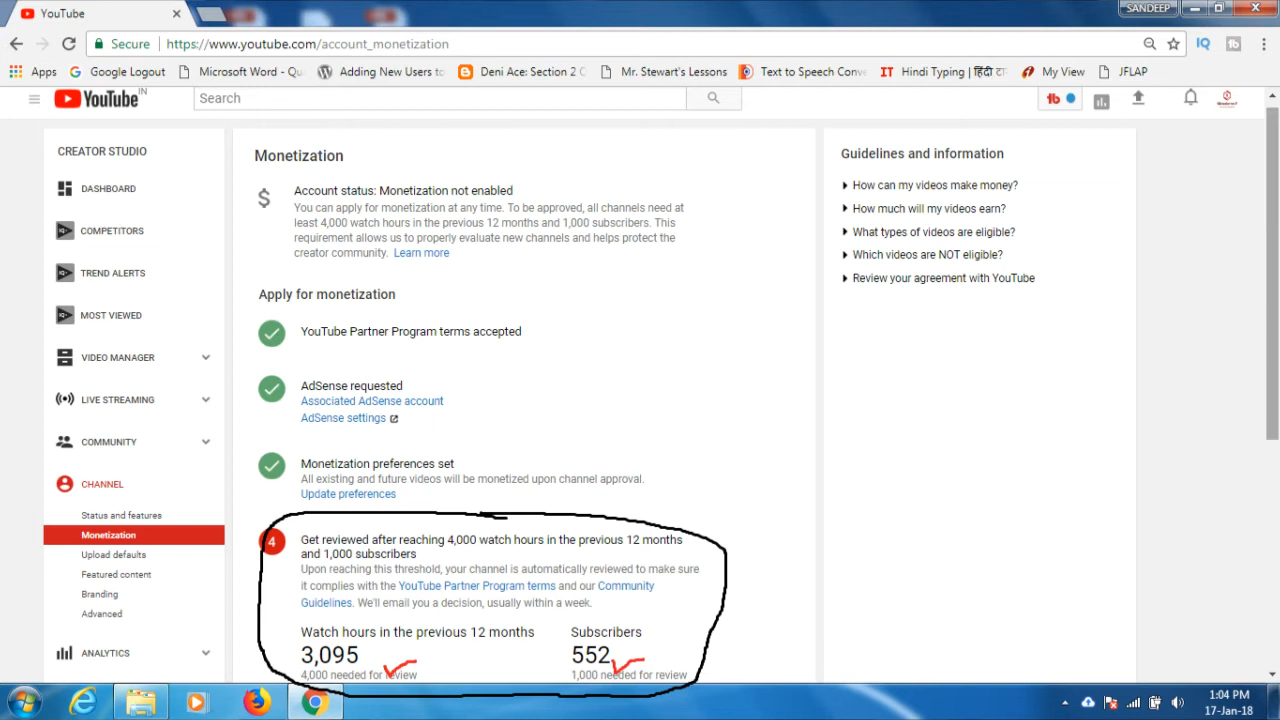 YouTube
SANDEEP
Secure
https://www.youtube.com/account_monetization
Apps
Google Logout
Microsoft Word - Qu
Adding New Users to
Deni Ace: Section 2 C
Mr. Stewart's Lessons
Text to Speech Conve
Hindi Typing | हिंदी टा
My View
JFLAP
YouTube IN
Search
CREATOR STUDIO
DASHBOARD
COMPETITORS
TREND ALERTS
MOST VIEWED
VIDEO MANAGER
LIVE STREAMING
COMMUNITY
CHANNEL
Status and features
Monetization
Upload defaults
Featured content
Branding
Advanced
ANALYTICS
Monetization
Account status: Monetization not enabled
You can apply for monetization at any time. To be approved, all channels need at
least 4,000 watch hours in the previous 12 months and 1,000 subscribers. This
requirement allows us to properly evaluate new channels and helps protect the
creator community. Learn more
Apply for monetization
YouTube Partner Program terms accepted
AdSense requested
Associated AdSense account
AdSense settings
Monetization preferences set
All existing and future videos will be monetized upon channel approval.
Update preferences
4
Get reviewed after reaching 4,000 watch hours in the previous 12 months
and 1,000 subscribers
Upon reaching this threshold, your channel is automatically reviewed to make sure
it complies with the YouTube Partner Program terms and our Community
Guidelines. We'll email you a decision, usually within a week.
Watch hours in the previous 12 months
3,095
4,000 needed for review
Subscribers
552
1,000 needed for review
Guidelines and information
How can my videos make money?
How much will my videos earn?
What types of videos are eligible?
Which videos are NOT eligible?
Review your agreement with YouTube
1:04 PM
17-Jan-18